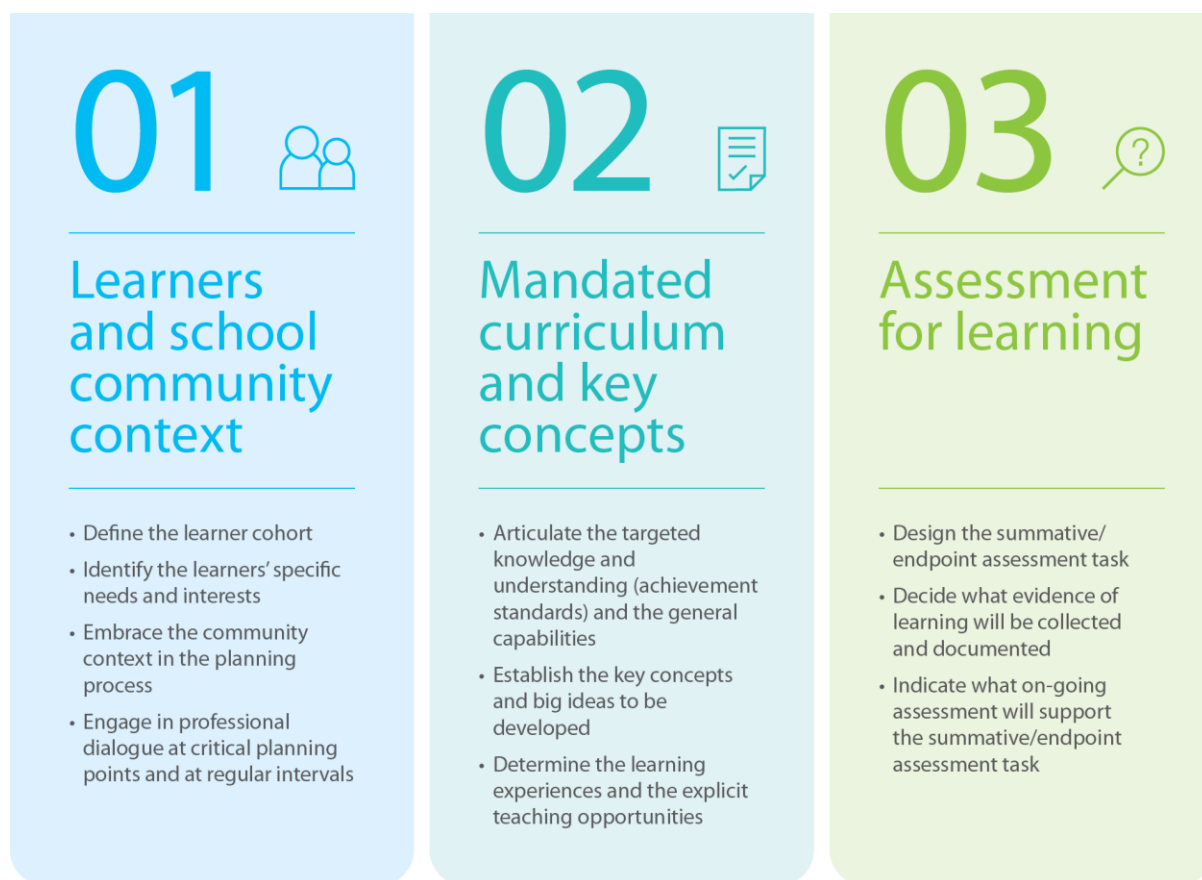 01
Learners
and school
community
context
• Define the learner cohort
• Identify the learners' specific
needs and interests
• Embrace the community
context in the planning
process
• Engage in professional
dialogue at critical planning
points and at regular intervals
02
Mandated
curriculum
and key
concepts
• Articulate the targeted
knowledge and
understanding (achievement
standards) and the general
capabilities
• Establish the key concepts
and big ideas to be
developed
• Determine the learning
experiences and the explicit
teaching opportunities
03
?
Assessment
for learning
• Design the summative/
endpoint assessment task
• Decide what evidence of
learning will be collected
and documented
• Indicate what on-going
assessment will support
the summative/endpoint
assessment task